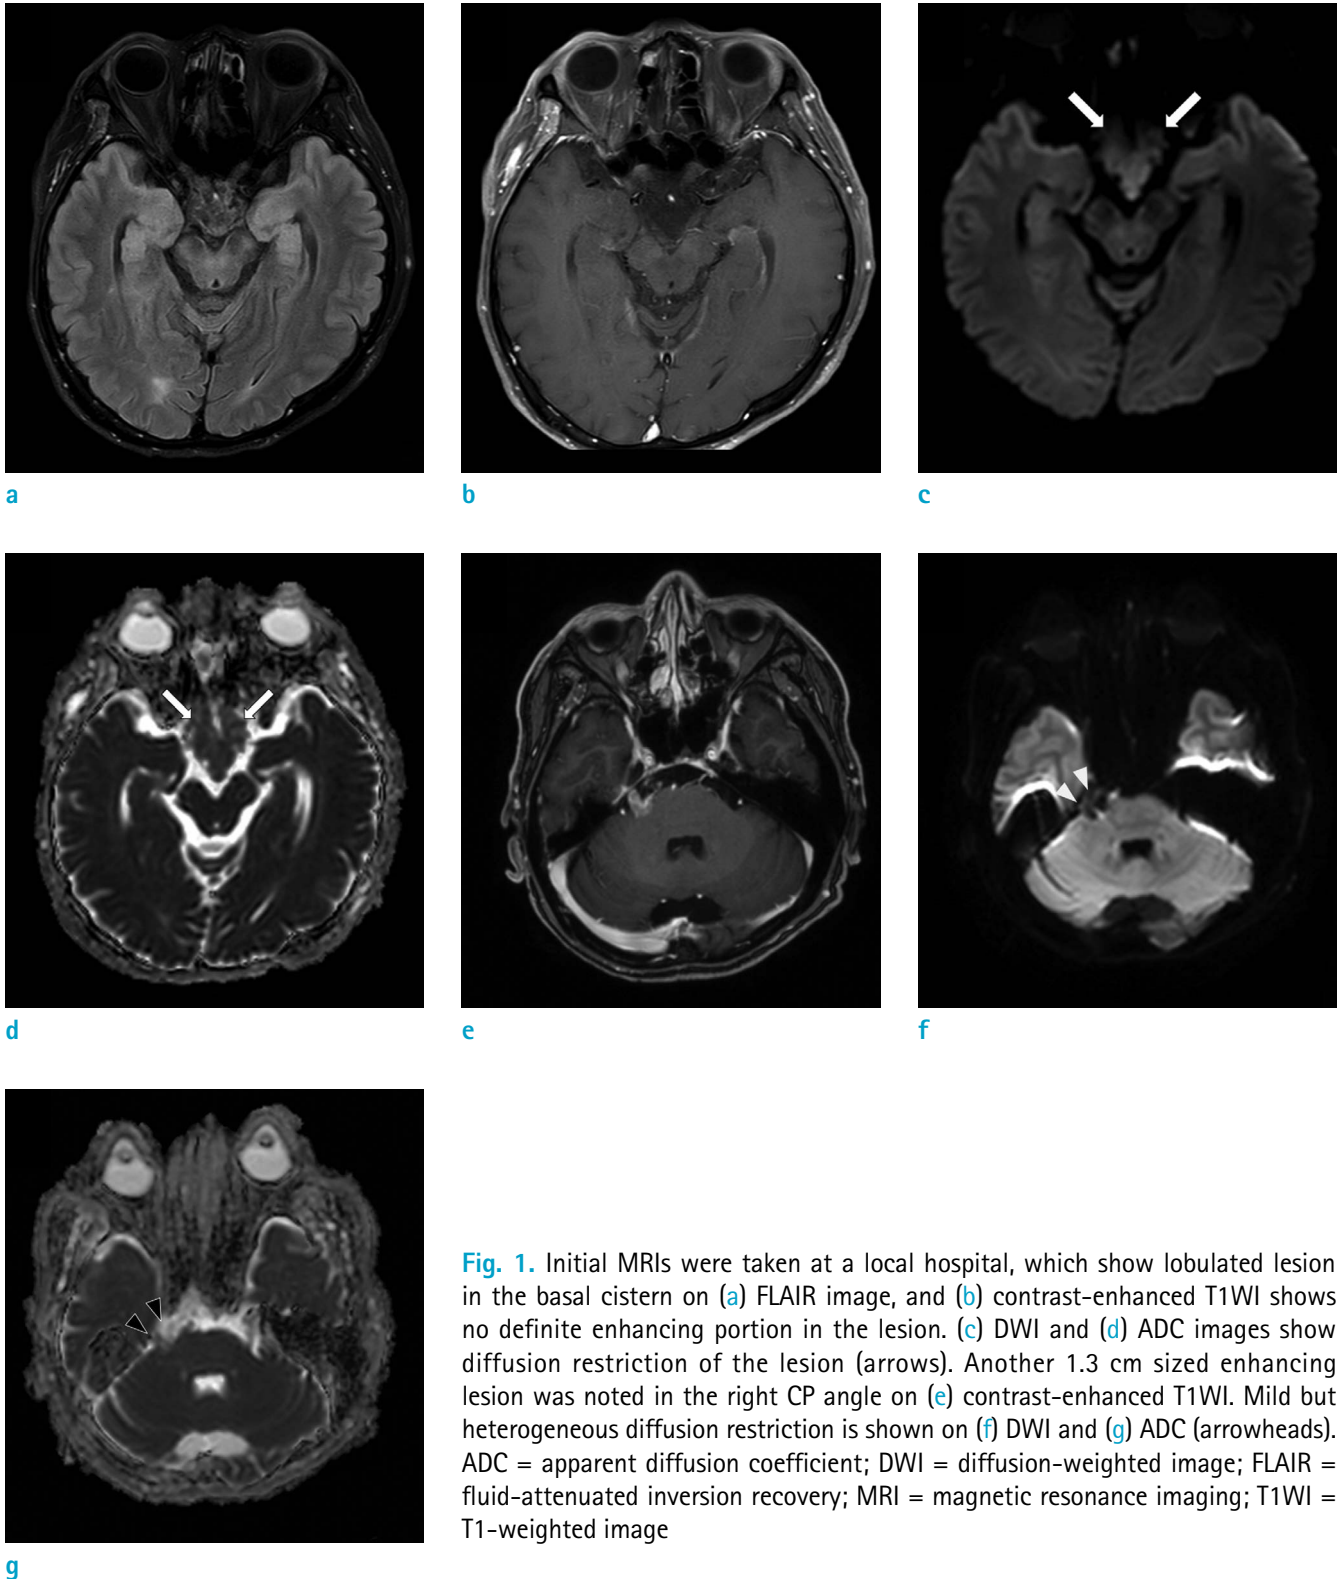 a
b
c
d
e
f
g
Fig. 1. Initial MRIs were taken at a local hospital, which show lobulated lesion
in the basal cistern on (a) FLAIR image, and (b) contrast-enhanced T1WI shows
no definite enhancing portion in the lesion. (c) DWI and (d) ADC images show
diffusion restriction of the lesion (arrows). Another 1.3 cm sized enhancing
lesion was noted in the right CP angle on (e) contrast-enhanced T1WI. Mild but
heterogeneous diffusion restriction is shown on (f) DWI and (g) ADC (arrowheads).
ADC = apparent diffusion coefficient; DWI = diffusion-weighted image; FLAIR =
fluid-attenuated inversion recovery; MRI = magnetic resonance imaging; T1WI =
T1-weighted image